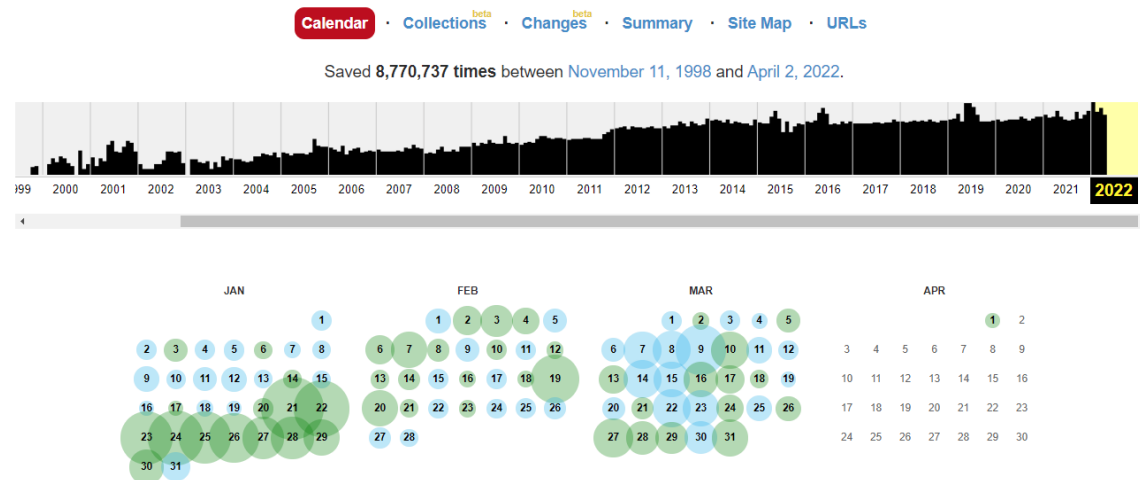 Calendar · Collections beta · Changes beta · Summary · Site Map · URLs
Saved 8,770,737 times between November 11, 1998 and April 2, 2022.
999 2000 2001 2002 2003 2004 2005 2006 2007 2008 2009 2010 2011 2012 2013 2014 2015 2016 2017 2018 2019 2020 2021 2022
JAN FEB MAR APR
1 1 2 3 4 5 1 2 3 4 5 1 2
2 3 4 5 6 7 8 6 7 8 9 10 11 12 6 7 8 9 10 11 12 3 4 5 6 7 8 9
9 10 11 12 13 14 15 13 14 15 16 17 18 19 13 14 15 16 17 18 19 10 11 12 13 14 15 16
16 17 18 19 20 21 22 20 21 22 23 24 25 26 20 21 22 23 24 25 26 17 18 19 20 21 22 23
23 24 25 26 27 28 29 27 28 27 28 29 30 31 24 25 26 27 28 29 30
30 31